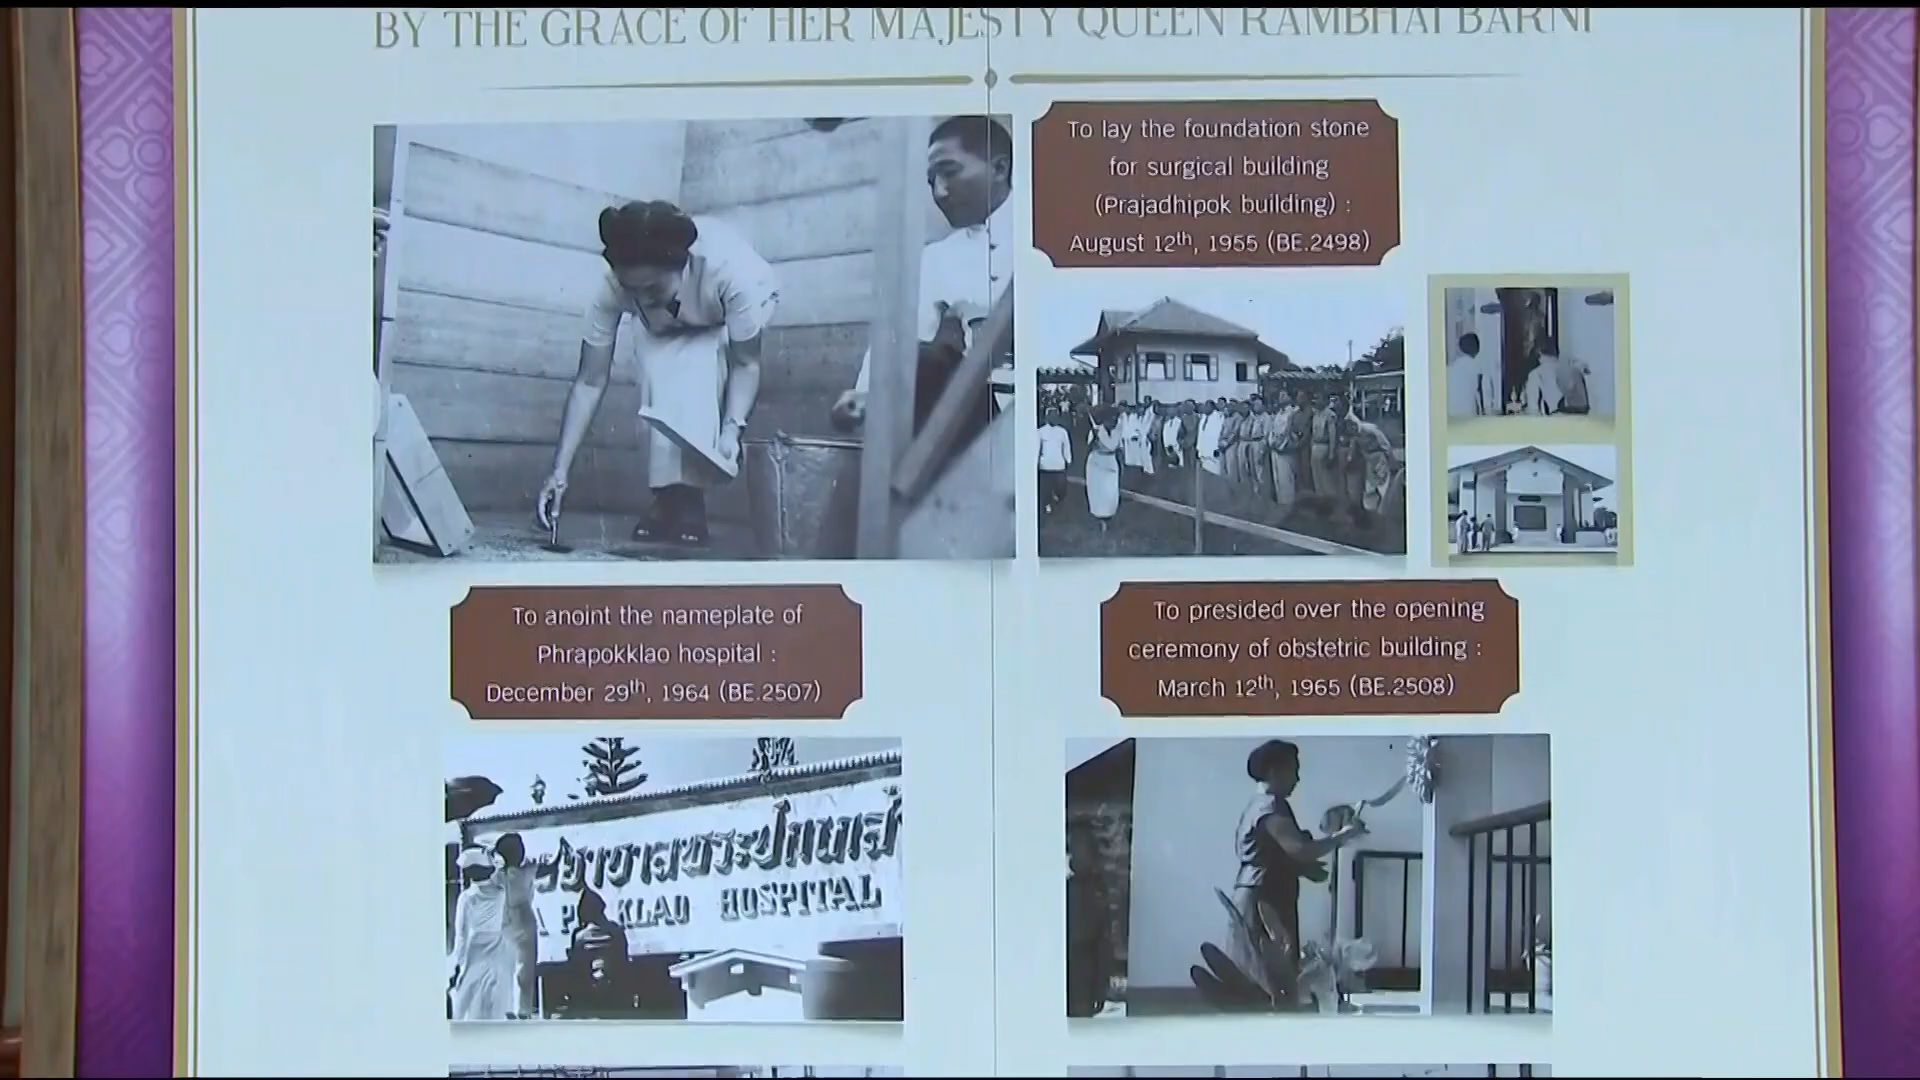 BY THE GRACE OF HER MAJESTY QUEEN RAMBHAI BARNI
To lay the foundation stone
for surgical building
(Prajadhipok building) :
August 12th, 1955 (BE.2498)
To anoint the nameplate of
Phrapokklao hospital :
December 29th, 1964 (BE.2507)
To presided over the opening
ceremony of obstetric building :
March 12th, 1965 (BE.2508)
KLAO HOSPITAL